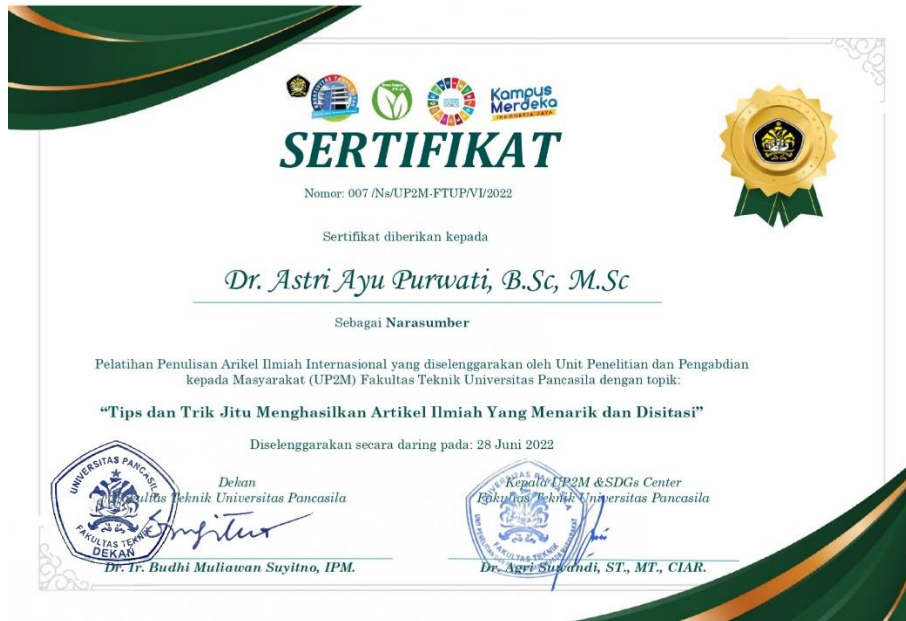 Kampus
Merdeka
INDONESIA JAYA
SERTIFIKAT
Nomor: 007 /Ns/UP2M-FTUP/VI/2022
Sertifikat diberikan kepada
Dr. Astri Ayu Purwati, B.Sc, M.Sc
Sebagai Narasumber
Pelatihan Penulisan Arikel Ilmiah Internasional yang diselenggarakan oleh Unit Penelitian dan Pengabdian
kepada Masyarakat (UP2M) Fakultas Teknik Universitas Pancasila dengan topik:
“Tips dan Trik Jitu Menghasilkan Artikel Ilmiah Yang Menarik dan Disitasi”
Diselenggarakan secara daring pada: 28 Juni 2022
Dekan
Fakultas Teknik Universitas Pancasila
UNIVERSITAS PANCASILA
FAKULTAS TEKNIK
DEKAN
Dr. Ir. Budhi Muliawan Suyitno, IPM.
Kepala UP2M &SDGs Center
Fakultas Teknik Universitas Pancasila
FAKULTAS TEKNIK
Dr. Agri Suwandi, ST., MT., CIAR.